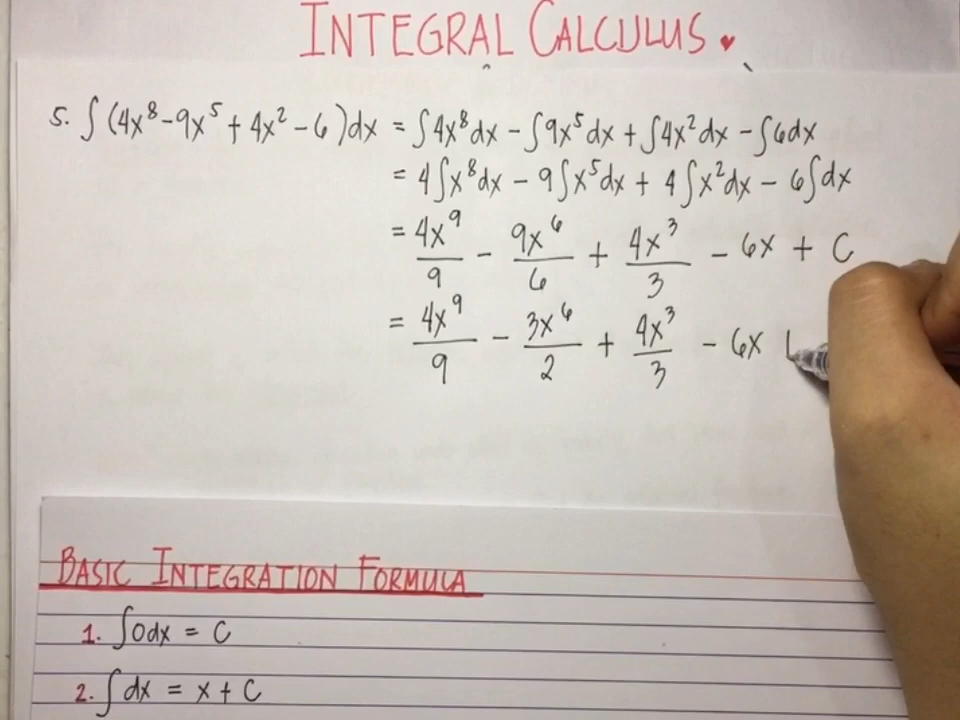 INTEGRAL CALCULUS.♥
5. ∫(4x⁸-9x⁵+4x²-6)dx = ∫4x⁸dx - ∫9x⁵dx + ∫4x²dx - ∫6dx
= 4∫x⁸dx - 9∫x⁵dx + 4∫x²dx - 6∫dx
= 4x⁹/9 - 9x⁶/6 + 4x³/3 - 6x + C
= 4x⁹/9 - 3x⁶/2 + 4x³/3 - 6x
BASIC INTEGRATION FORMULA
1. ∫0dx = C
2. ∫dx = x + C